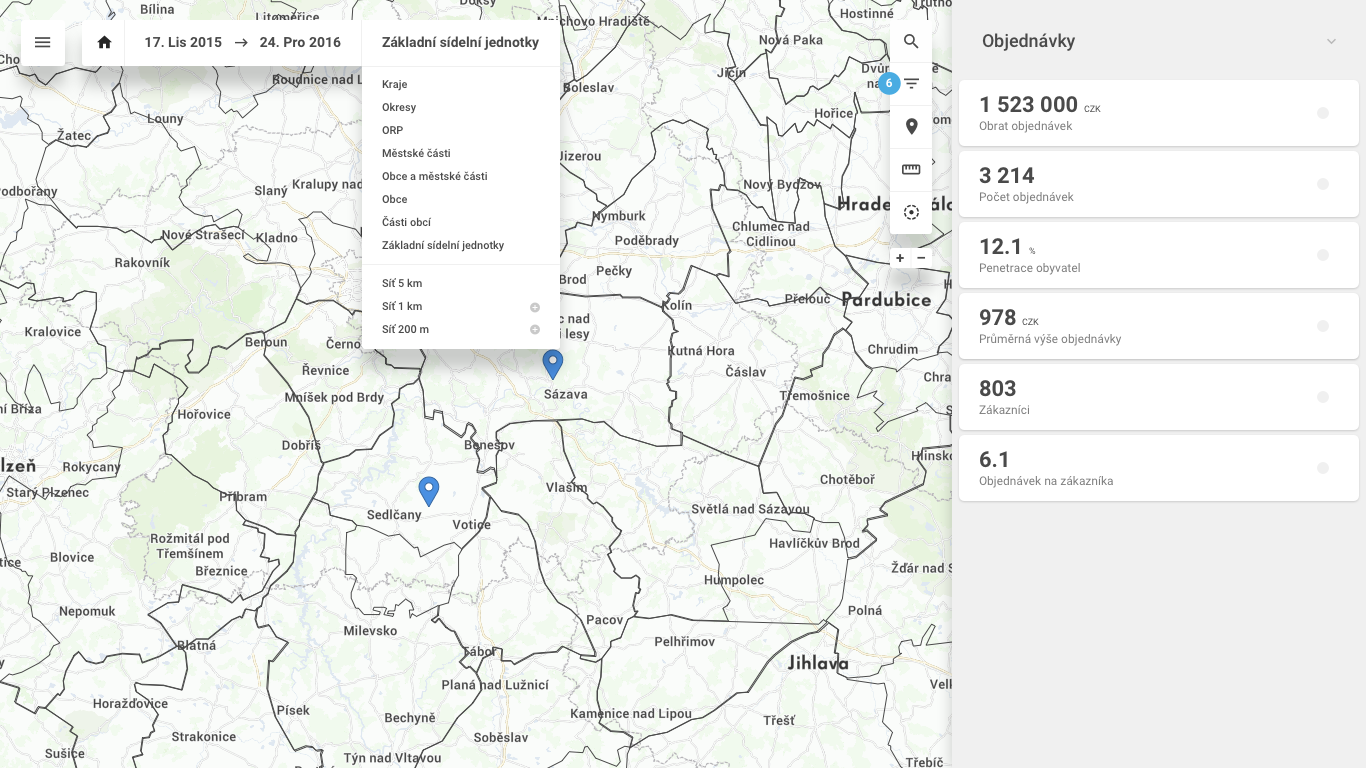 17. Lis 2015 → 24. Pro 2016
Základní sídelní jednotky
Kraje
Okresy
ORP
Městské části
Obce a městské části
Obce
Části obcí
Základní sídelní jednotky
Síť 5 km
Síť 1 km
Síť 200 m
6
+ −
Objednávky
1 523 000 CZK
Obrat objednávek
3 214
Počet objednávek
12.1 %
Penetrace obyvatel
978 CZK
Průměrná výše objednávky
803
Zákazníci
6.1
Objednávek na zákazníka
Bílina
Litoměřice
Doksy
Mnichovo Hradiště
Hostinné
Nová Paka
Jičín
Roudnice nad L
Boleslav
Louny
Hořice
Žatec
Jizerou
odbořany
Slaný
Kralupy nad
Nový Bydžov
Nymburk
Chlumec nad
Cidlinou
Nové Strašecí
Kladno
Poděbrady
Rakovník
Pečky
Brod
Kolín
Přelouč
Pardubice
Kralovice
Beroun
Černo
c nad
i lesy
Kutná Hora
Chrudim
Řevnice
Čáslav
Chra
Mníšek pod Brdy
Sázava
Třemošnice
ní Bříza
Hořovice
Dobříš
Benešov
Hlinsko
lzeň
Rokycany
Chotěboř
Starý Plzenec
Příbram
Vlašim
Sedlčany
Votice
Světlá nad Sázavou
Rožmitál pod
Třemšínem
Havlíčkův Brod
Blovice
Březnice
Humpolec
Žďár nad S
Nepomuk
Pacov
Polná
Milevsko
Pelhřimov
Blatná
Tábor
Jihlava
Planá nad Lužnicí
Velk
Horažďovice
Písek
Bechyně
Kamenice nad Lipou
Třešť
Strakonice
Soběslav
Sušice
Týn nad Vltavou
Třebíč